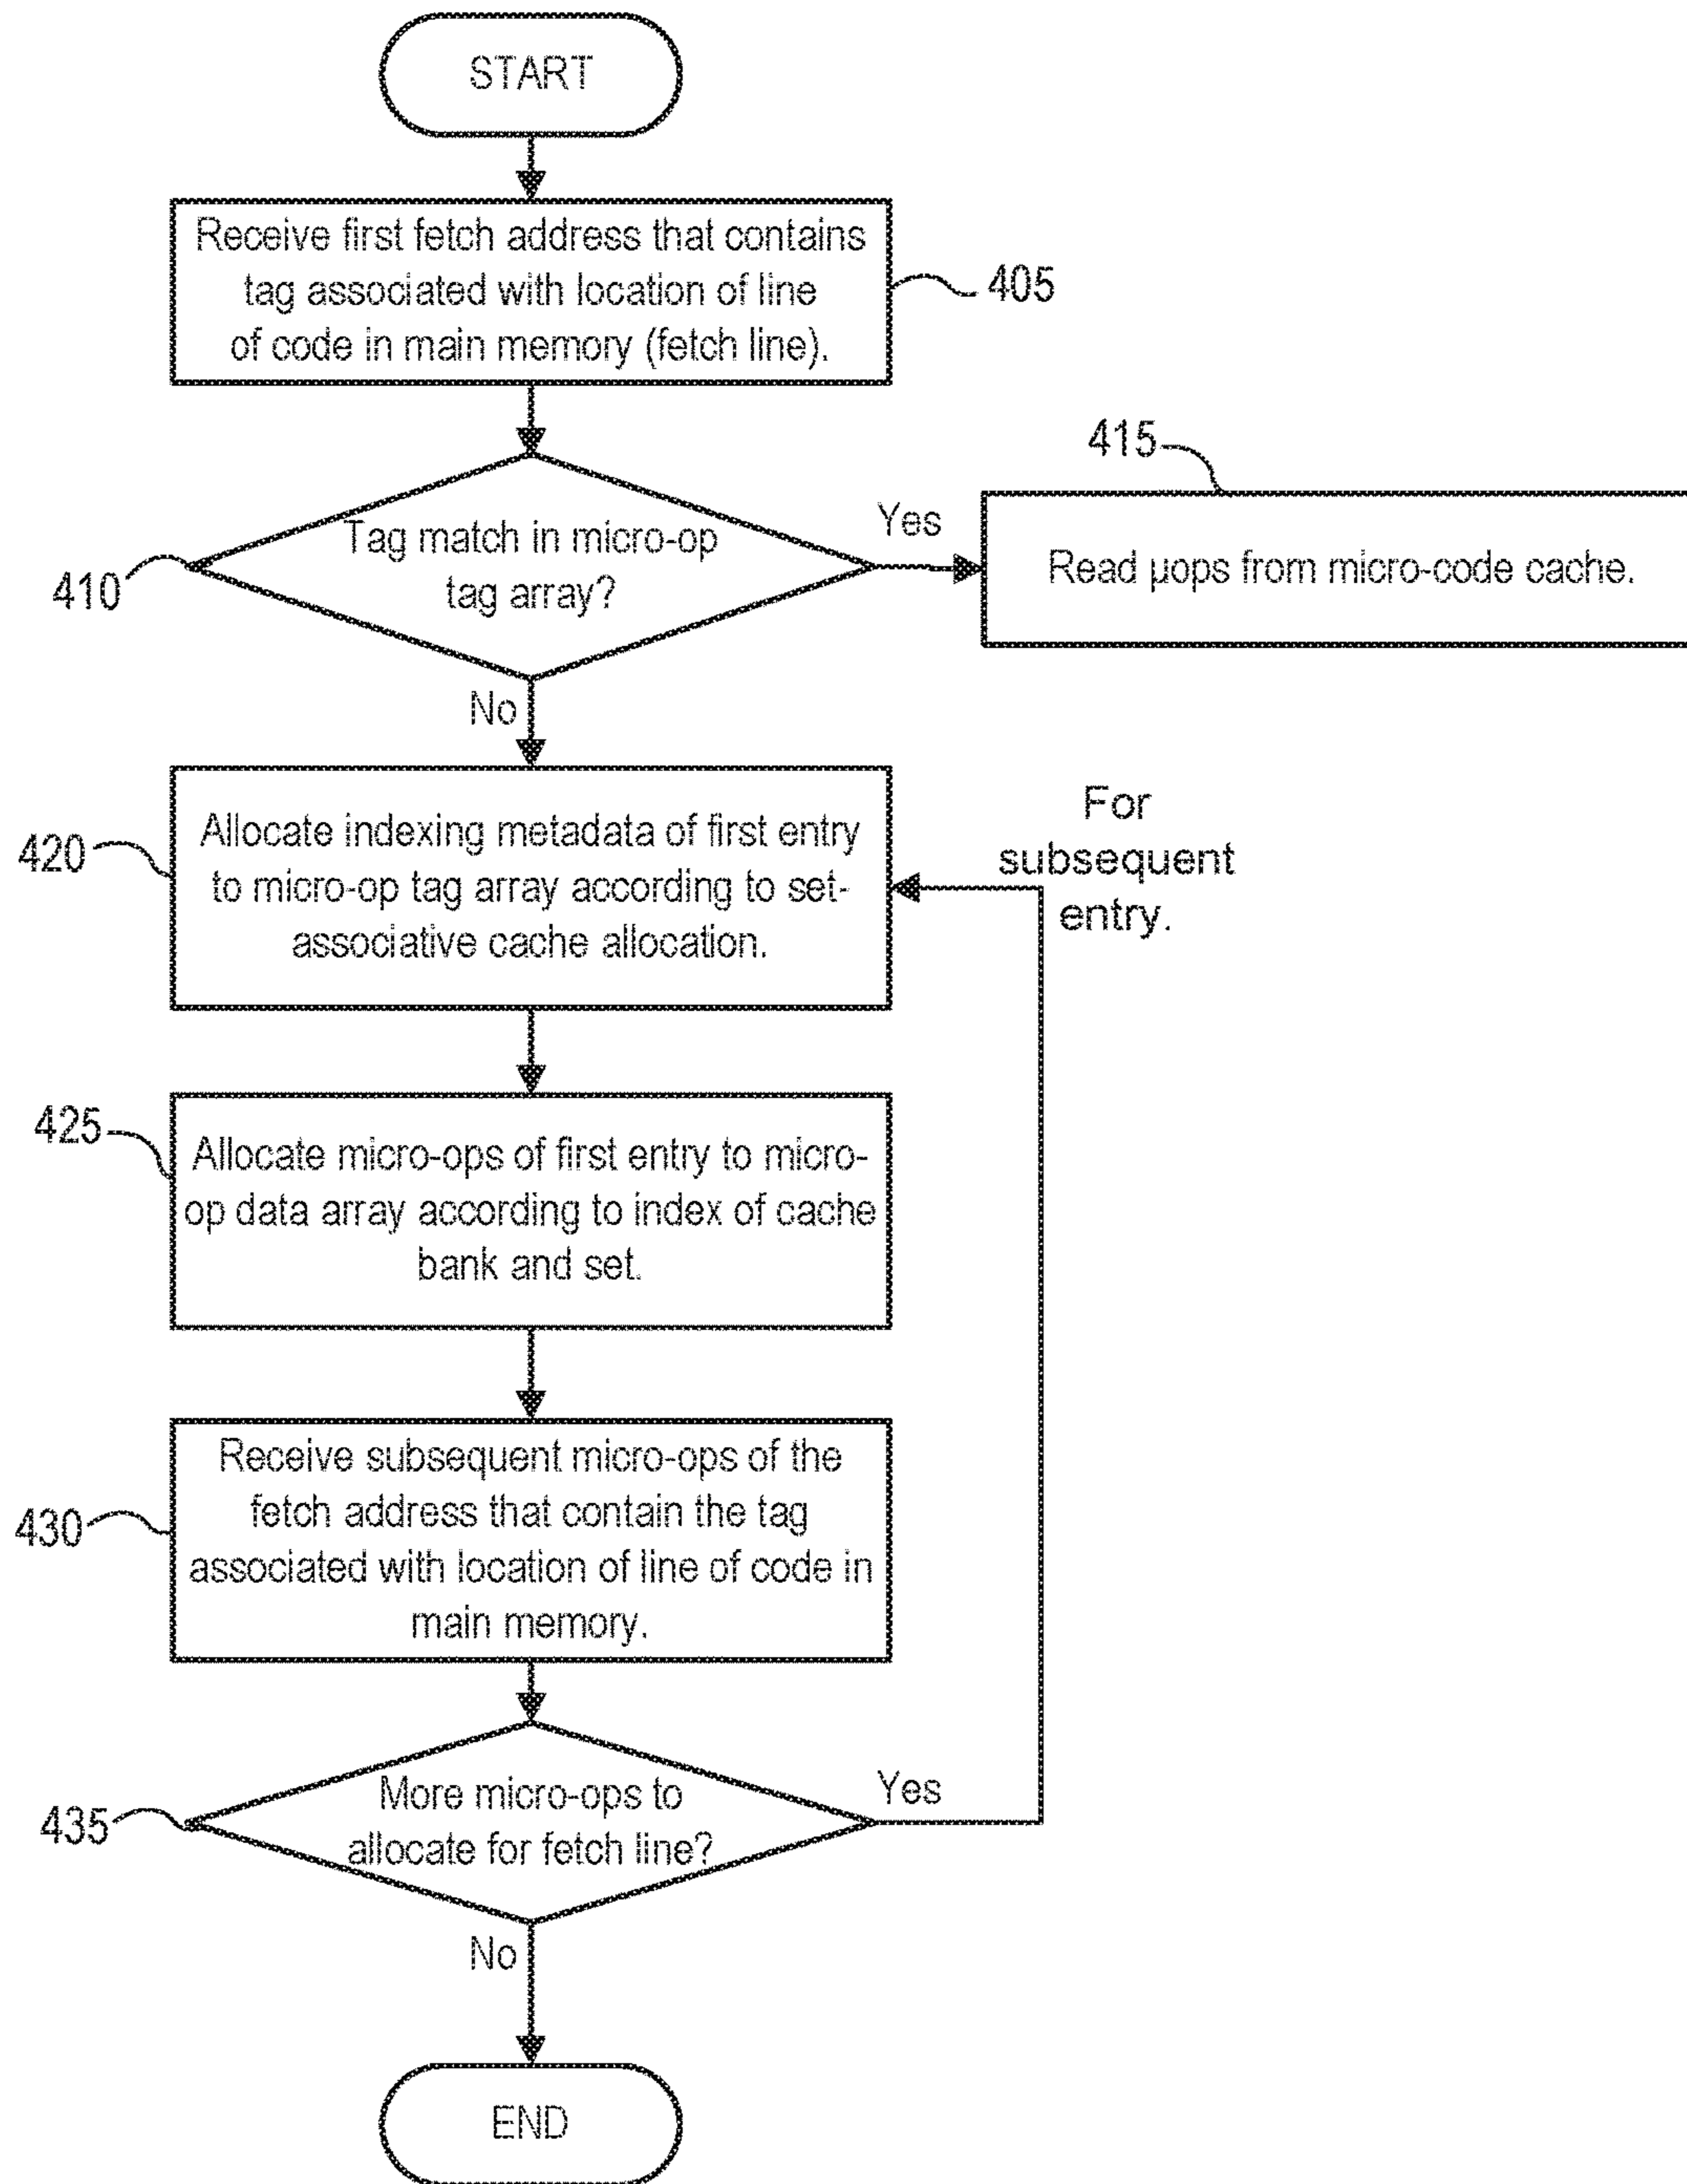 START
Receive first fetch address that contains
tag associated with location of line
of code in main memory (fetch line).
405
Tag match in micro-op
tag array?
410
Yes
415
Read µops from micro-code cache.
No
420
Allocate indexing metadata of first entry
to micro-op tag array according to set-
associative cache allocation.
For
subsequent
entry.
425
Allocate micro-ops of first entry to micro-
op data array according to index of cache
bank and set.
430
Receive subsequent micro-ops of the
fetch address that contain the tag
associated with location of line of code in
main memory.
435
More micro-ops to
allocate for fetch line?
Yes
No
END